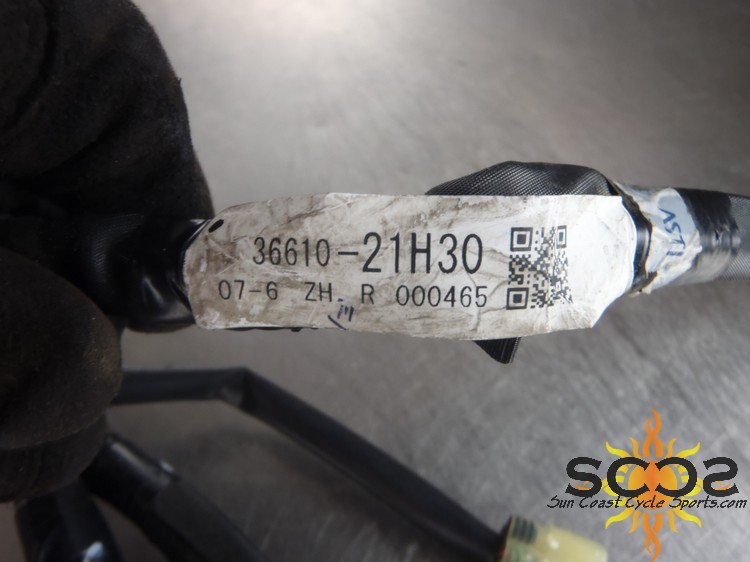 36610-21H30
07-6 ZH R 000465
SCCS
Sun Coast Cycle Sports.com